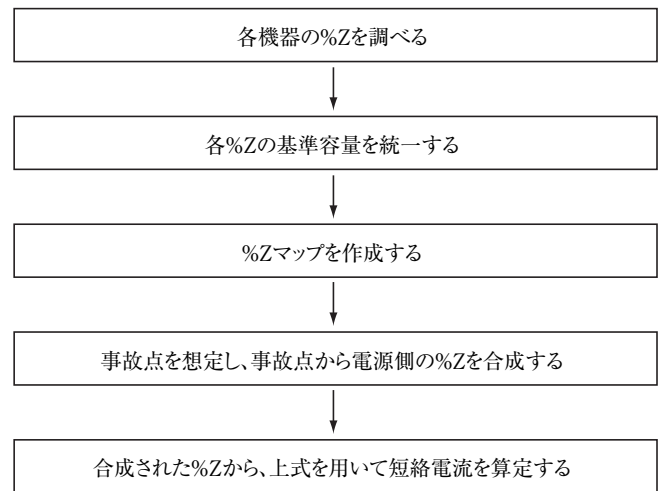 各機器の%Zを調べる
各%Zの基準容量を統一する
%Zマップを作成する
事故点を想定し、事故点から電源側の%Zを合成する
合成された%Zから、上式を用いて短絡電流を算定する